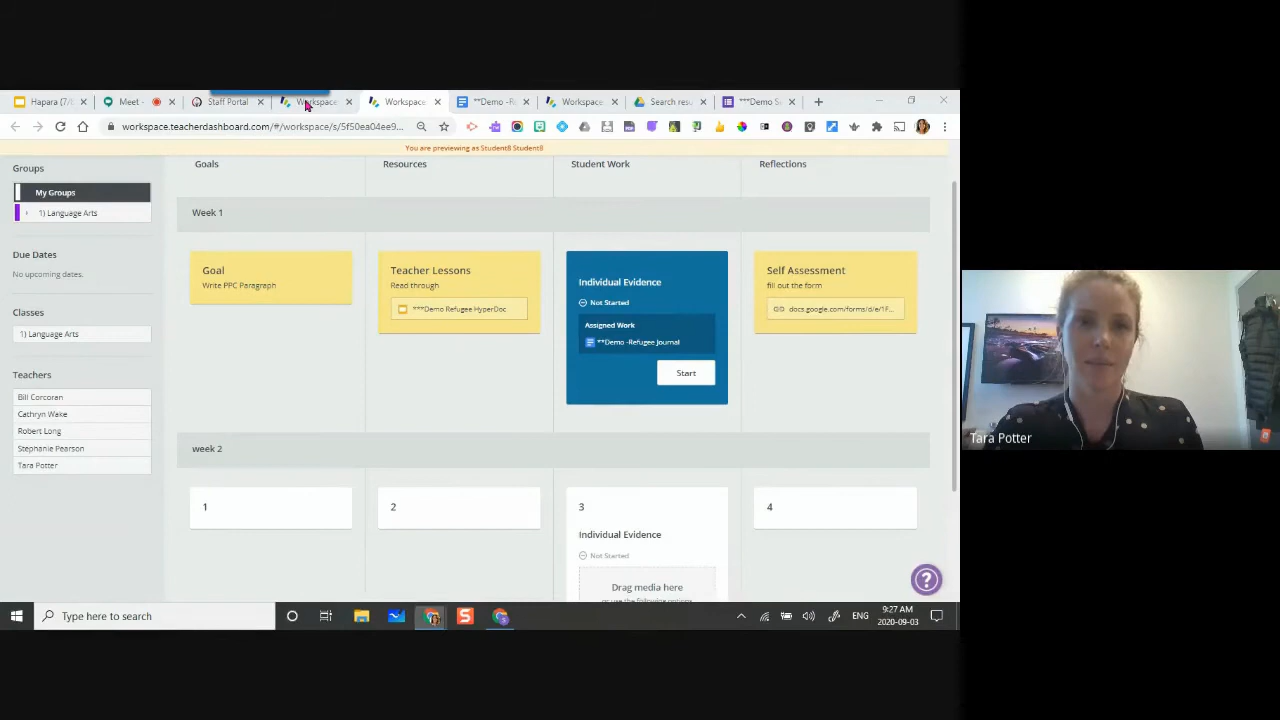 Hapara (7/
Meet -
Staff Portal
Workspace
Workspace
**Demo -R
Workspace
Search resu
***Demo S
workspace.teacherdashboard.com/#/workspace/s/5f50ea04ee9...
You are previewing as Student8 Student8
Groups
My Groups
1) Language Arts
Due Dates
No upcoming dates.
Classes
1) Language Arts
Teachers
Bill Corcoran
Cathryn Wake
Robert Long
Stephanie Pearson
Tara Potter
Goals
Resources
Student Work
Reflections
Week 1
Goal
Write PPC Paragraph
Teacher Lessons
Read through
***Demo Refugee HyperDoc
Individual Evidence
Not Started
Assigned Work
**Demo -Refugee Journal
Start
Self Assessment
fill out the form
docs.google.com/forms/d/e/1F...
week 2
1
2
3
Individual Evidence
Not Started
Drag media here
4
?
Tara Potter
Type here to search
S
ENG
9:27 AM
2020-09-03